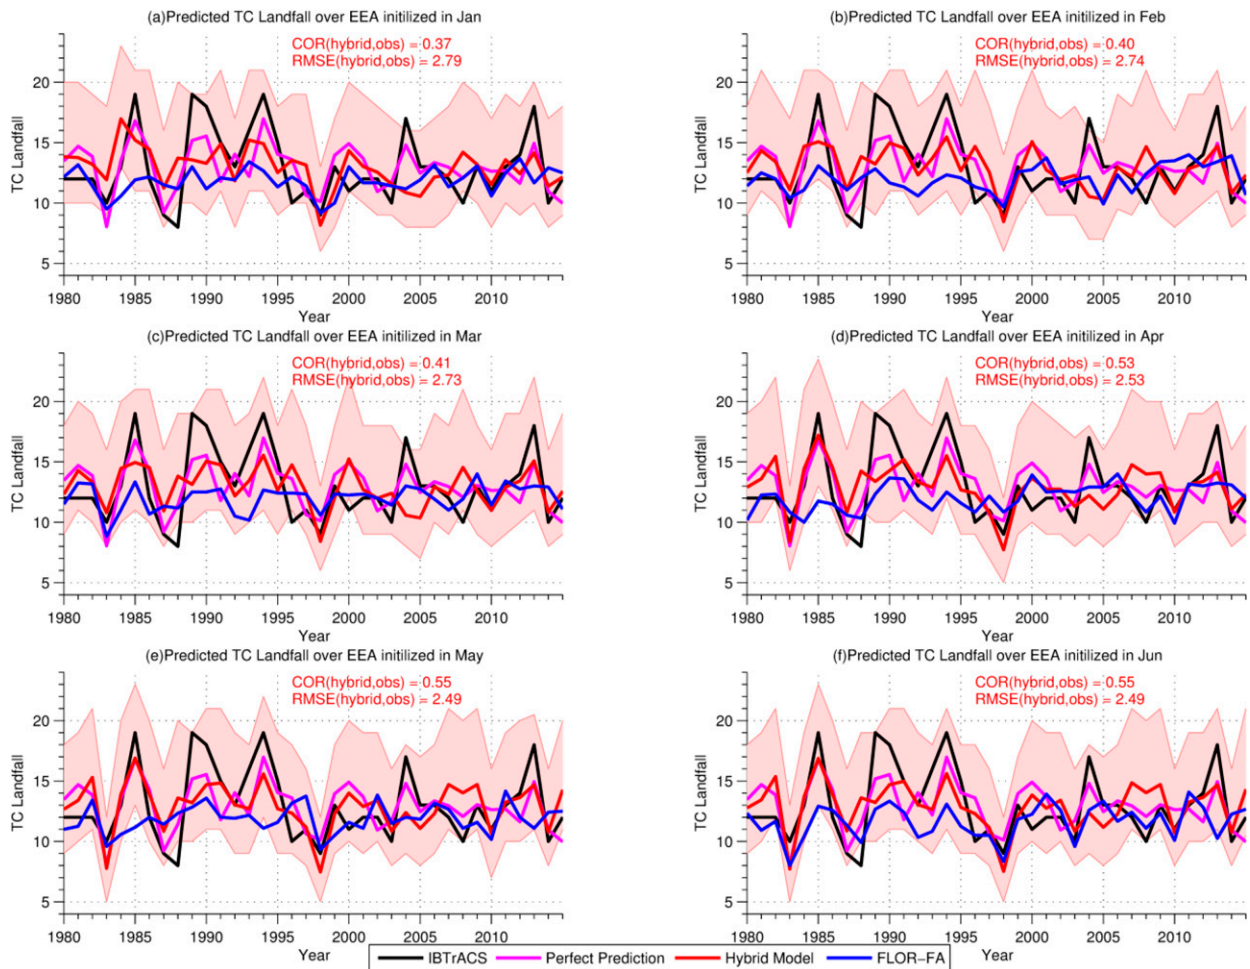 (a)Predicted TC Landfall over EEA initilized in Jan
COR(hybrid,obs) = 0.37
RMSE(hybrid,obs) = 2.79
TC Landfall
20
15
10
5
1980 1985 1990 1995 2000 2005 2010
Year
(b)Predicted TC Landfall over EEA initilized in Feb
COR(hybrid,obs) = 0.40
RMSE(hybrid,obs) = 2.74
TC Landfall
20
15
10
5
1980 1985 1990 1995 2000 2005 2010
Year
(c)Predicted TC Landfall over EEA initilized in Mar
COR(hybrid,obs) = 0.41
RMSE(hybrid,obs) = 2.73
TC Landfall
20
15
10
5
1980 1985 1990 1995 2000 2005 2010
Year
(d)Predicted TC Landfall over EEA initilized in Apr
COR(hybrid,obs) = 0.53
RMSE(hybrid,obs) = 2.53
TC Landfall
20
15
10
5
1980 1985 1990 1995 2000 2005 2010
Year
(e)Predicted TC Landfall over EEA initilized in May
COR(hybrid,obs) = 0.55
RMSE(hybrid,obs) = 2.49
TC Landfall
20
15
10
5
1980 1985 1990 1995 2000 2005 2010
Year
(f)Predicted TC Landfall over EEA initilized in Jun
COR(hybrid,obs) = 0.55
RMSE(hybrid,obs) = 2.49
TC Landfall
20
15
10
5
1980 1985 1990 1995 2000 2005 2010
Year
IBTrACS Perfect Prediction Hybrid Model FLOR−FA